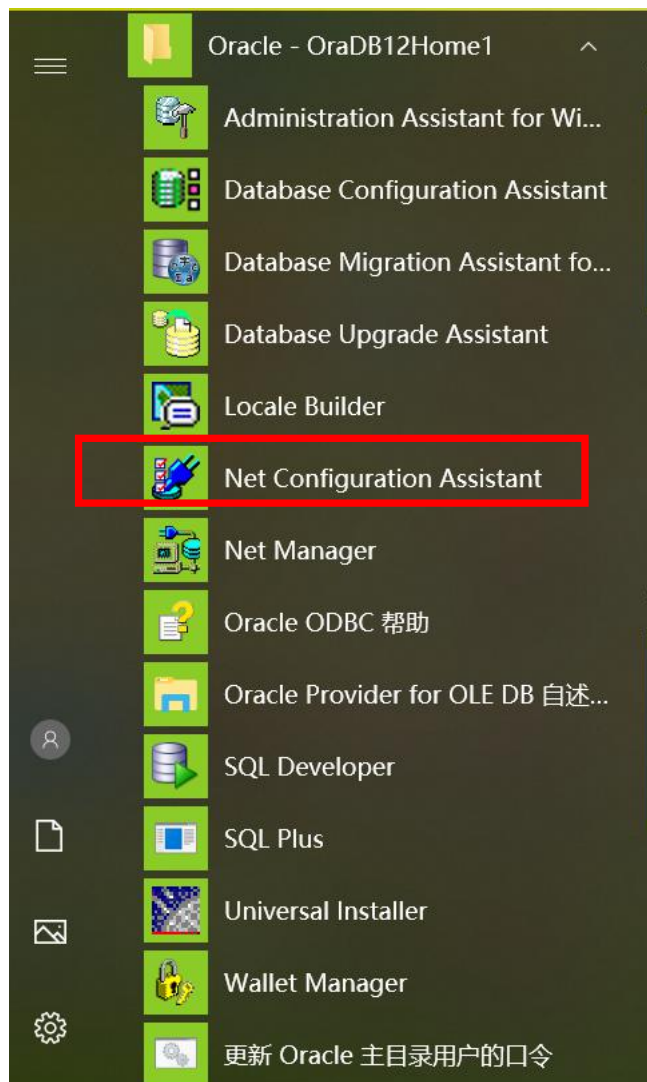 Oracle - OraDB12Home1
Administration Assistant for Wi...
Database Configuration Assistant
Database Migration Assistant fo...
Database Upgrade Assistant
Locale Builder
Net Configuration Assistant
Net Manager
Oracle ODBC 帮助
Oracle Provider for OLE DB 自述...
SQL Developer
SQL Plus
Universal Installer
Wallet Manager
更新 Oracle 主目录用户的口令